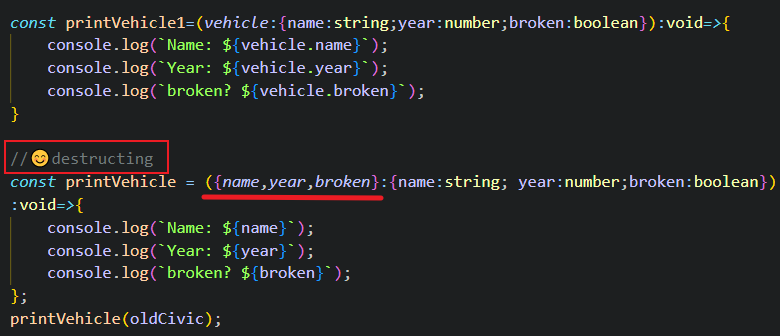 const printVehicle1=(vehicle:{name:string;year:number;broken:boolean}):void=>{
console.log(`Name: ${vehicle.name}`);
console.log(`Year: ${vehicle.year}`);
console.log(`broken? ${vehicle.broken}`);
}
//😊destructing
const printVehicle = ({name,year,broken}:{name:string; year:number;broken:boolean})
:void=>{
console.log(`Name: ${name}`);
console.log(`Year: ${year}`);
console.log(`broken? ${broken}`);
};
printVehicle(oldCivic);